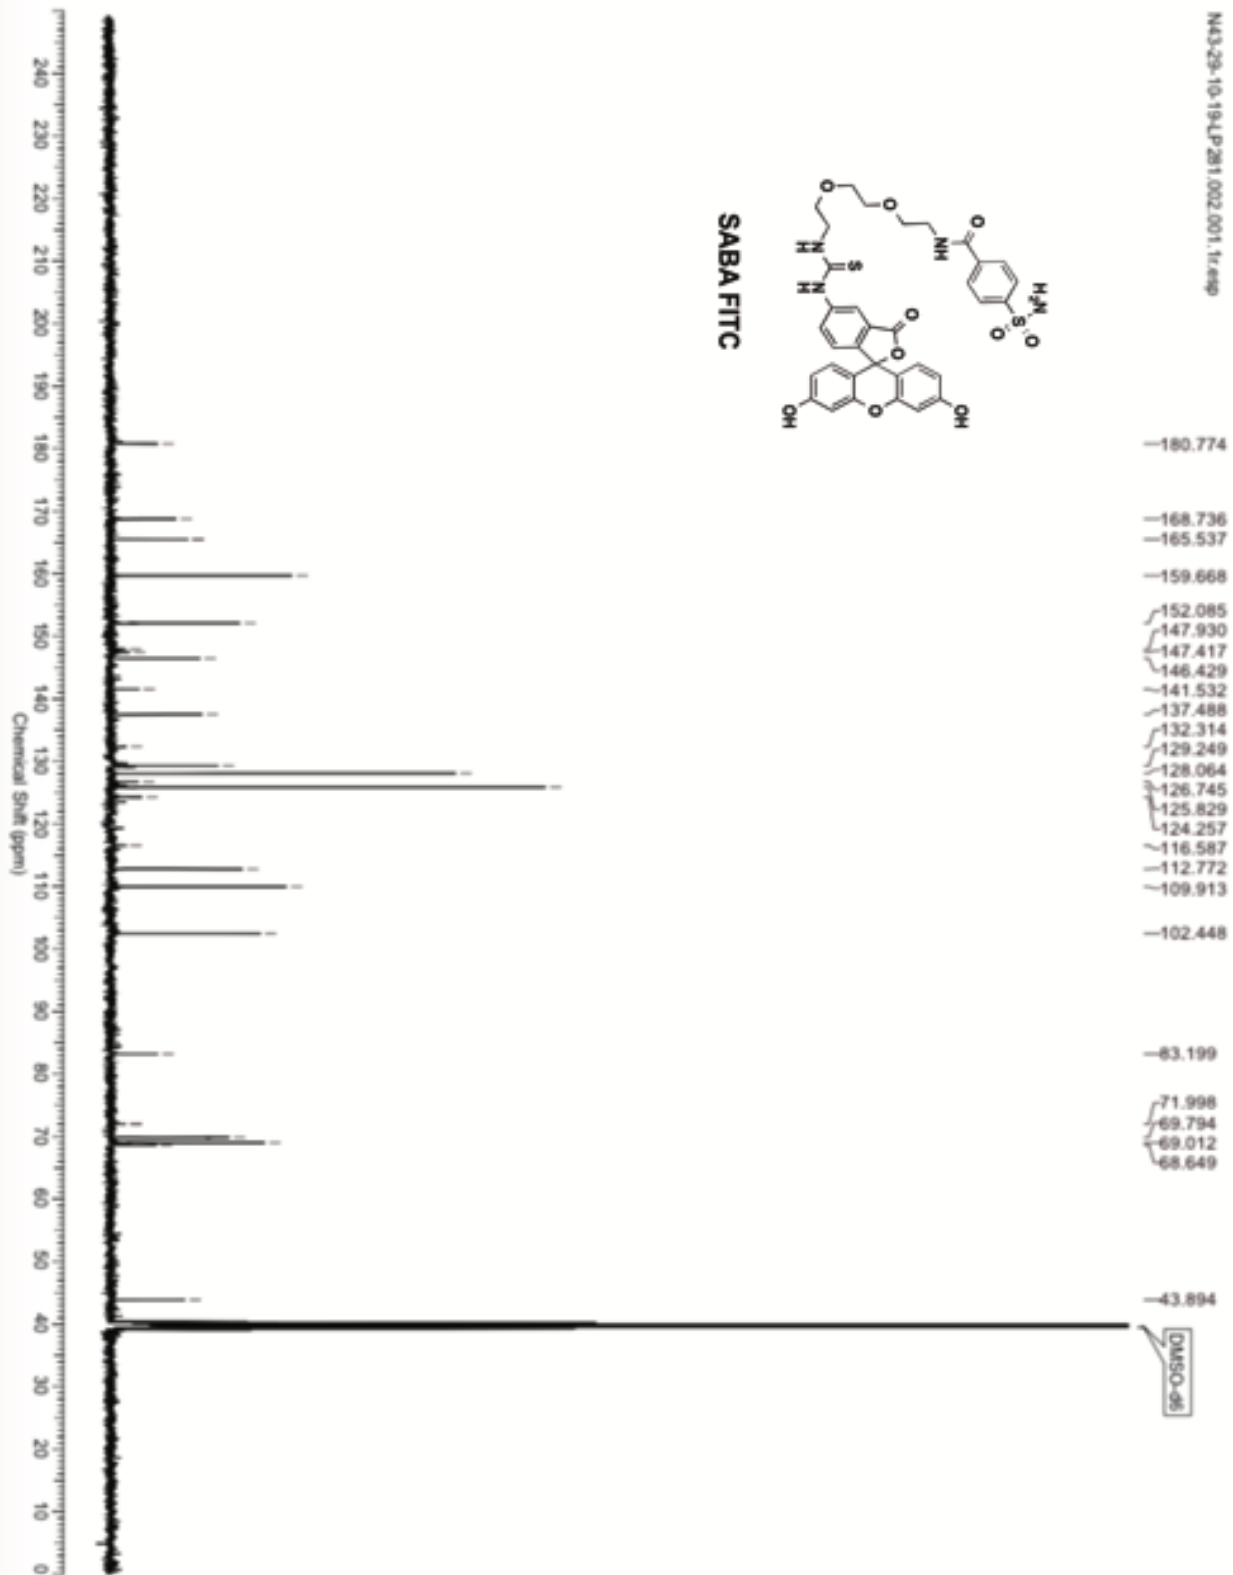 N43-29-10-19-LP281.002.001.1r.esp
180.774
168.736
165.537
159.668
152.085
147.930
147.417
146.429
141.532
137.488
132.314
129.249
128.064
126.745
125.829
124.257
116.587
112.772
109.913
102.448
83.199
71.998
69.794
69.012
68.649
43.894
DMSO-d6
H₂N
S
O
O
O
NH
O
O
N
H
S
N
H
O
O
O
OH
OH
SABA FITC
240 230 220 210 200 190 180 170 160 150 140 130 120 110 100 90 80 70 60 50 40 30 20 10 0
Chemical Shift (ppm)